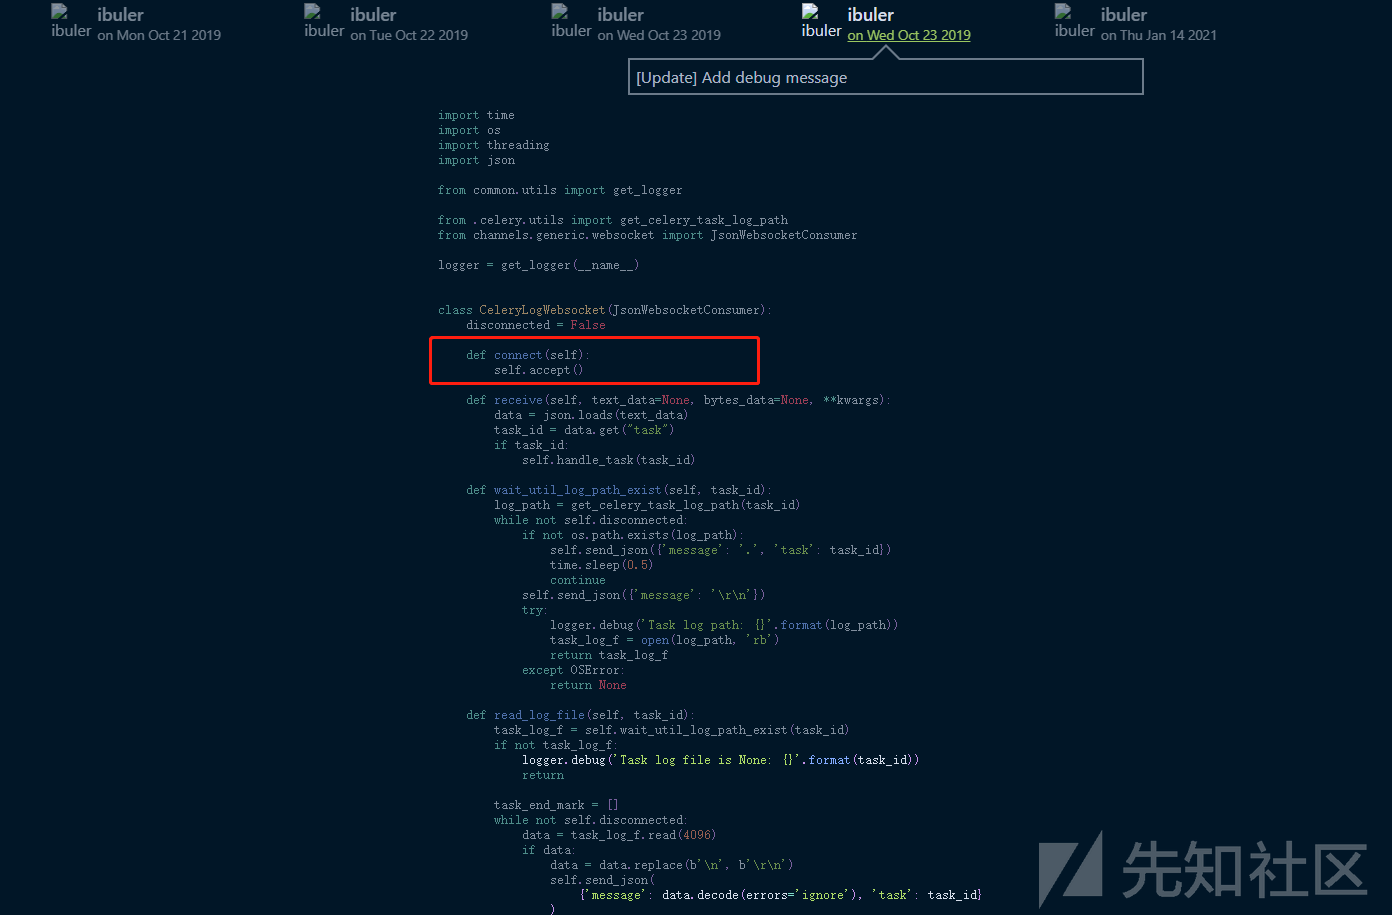 ibuler ibuler ibuler ibuler ibuler
ibuler on Mon Oct 21 2019 ibuler on Tue Oct 22 2019 ibuler on Wed Oct 23 2019 ibuler on Wed Oct 23 2019 ibuler on Thu Jan 14 2021
[Update] Add debug message
import time
import os
import threading
import json
from common.utils import get_logger
from .celery.utils import get_celery_task_log_path
from channels.generic.websocket import JsonWebsocketConsumer
logger = get_logger(__name__)
class CeleryLogWebsocket(JsonWebsocketConsumer):
    disconnected = False
    def connect(self):
        self.accept()
    def receive(self, text_data=None, bytes_data=None, **kwargs):
        data = json.loads(text_data)
        task_id = data.get("task")
        if task_id:
            self.handle_task(task_id)
    def wait_util_log_path_exist(self, task_id):
        log_path = get_celery_task_log_path(task_id)
        while not self.disconnected:
            if not os.path.exists(log_path):
                self.send_json({'message': '.', 'task': task_id})
                time.sleep(0.5)
                continue
            self.send_json({'message': '\r\n'})
            try:
                logger.debug('Task log path: {}'.format(log_path))
                task_log_f = open(log_path, 'rb')
                return task_log_f
            except OSError:
                return None
    def read_log_file(self, task_id):
        task_log_f = self.wait_util_log_path_exist(task_id)
        if not task_log_f:
            logger.debug('Task log file is None: {}'.format(task_id))
            return
        task_end_mark = []
        while not self.disconnected:
            data = task_log_f.read(4096)
            if data:
                data = data.replace(b'\n', b'\r\n')
                self.send_json(
                    {'message': data.decode(errors='ignore'), 'task': task_id}
                )
先知社区